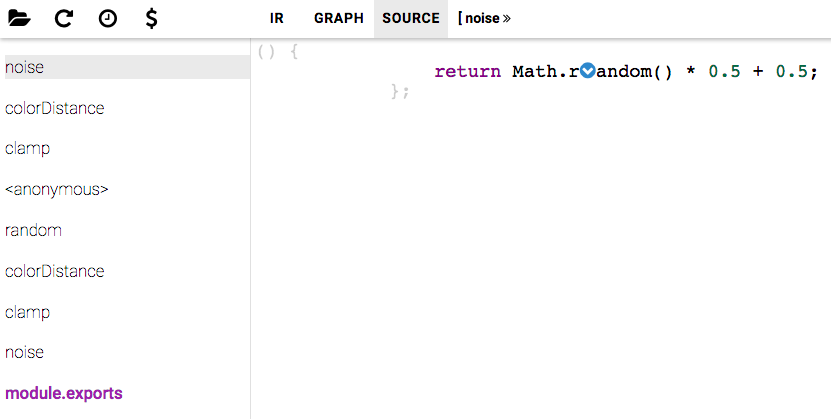 $ IR GRAPH SOURCE [ noise »
noise
colorDistance
clamp
<anonymous>
random
colorDistance
clamp
noise
module.exports
() {
return Math.random() * 0.5 + 0.5;
};